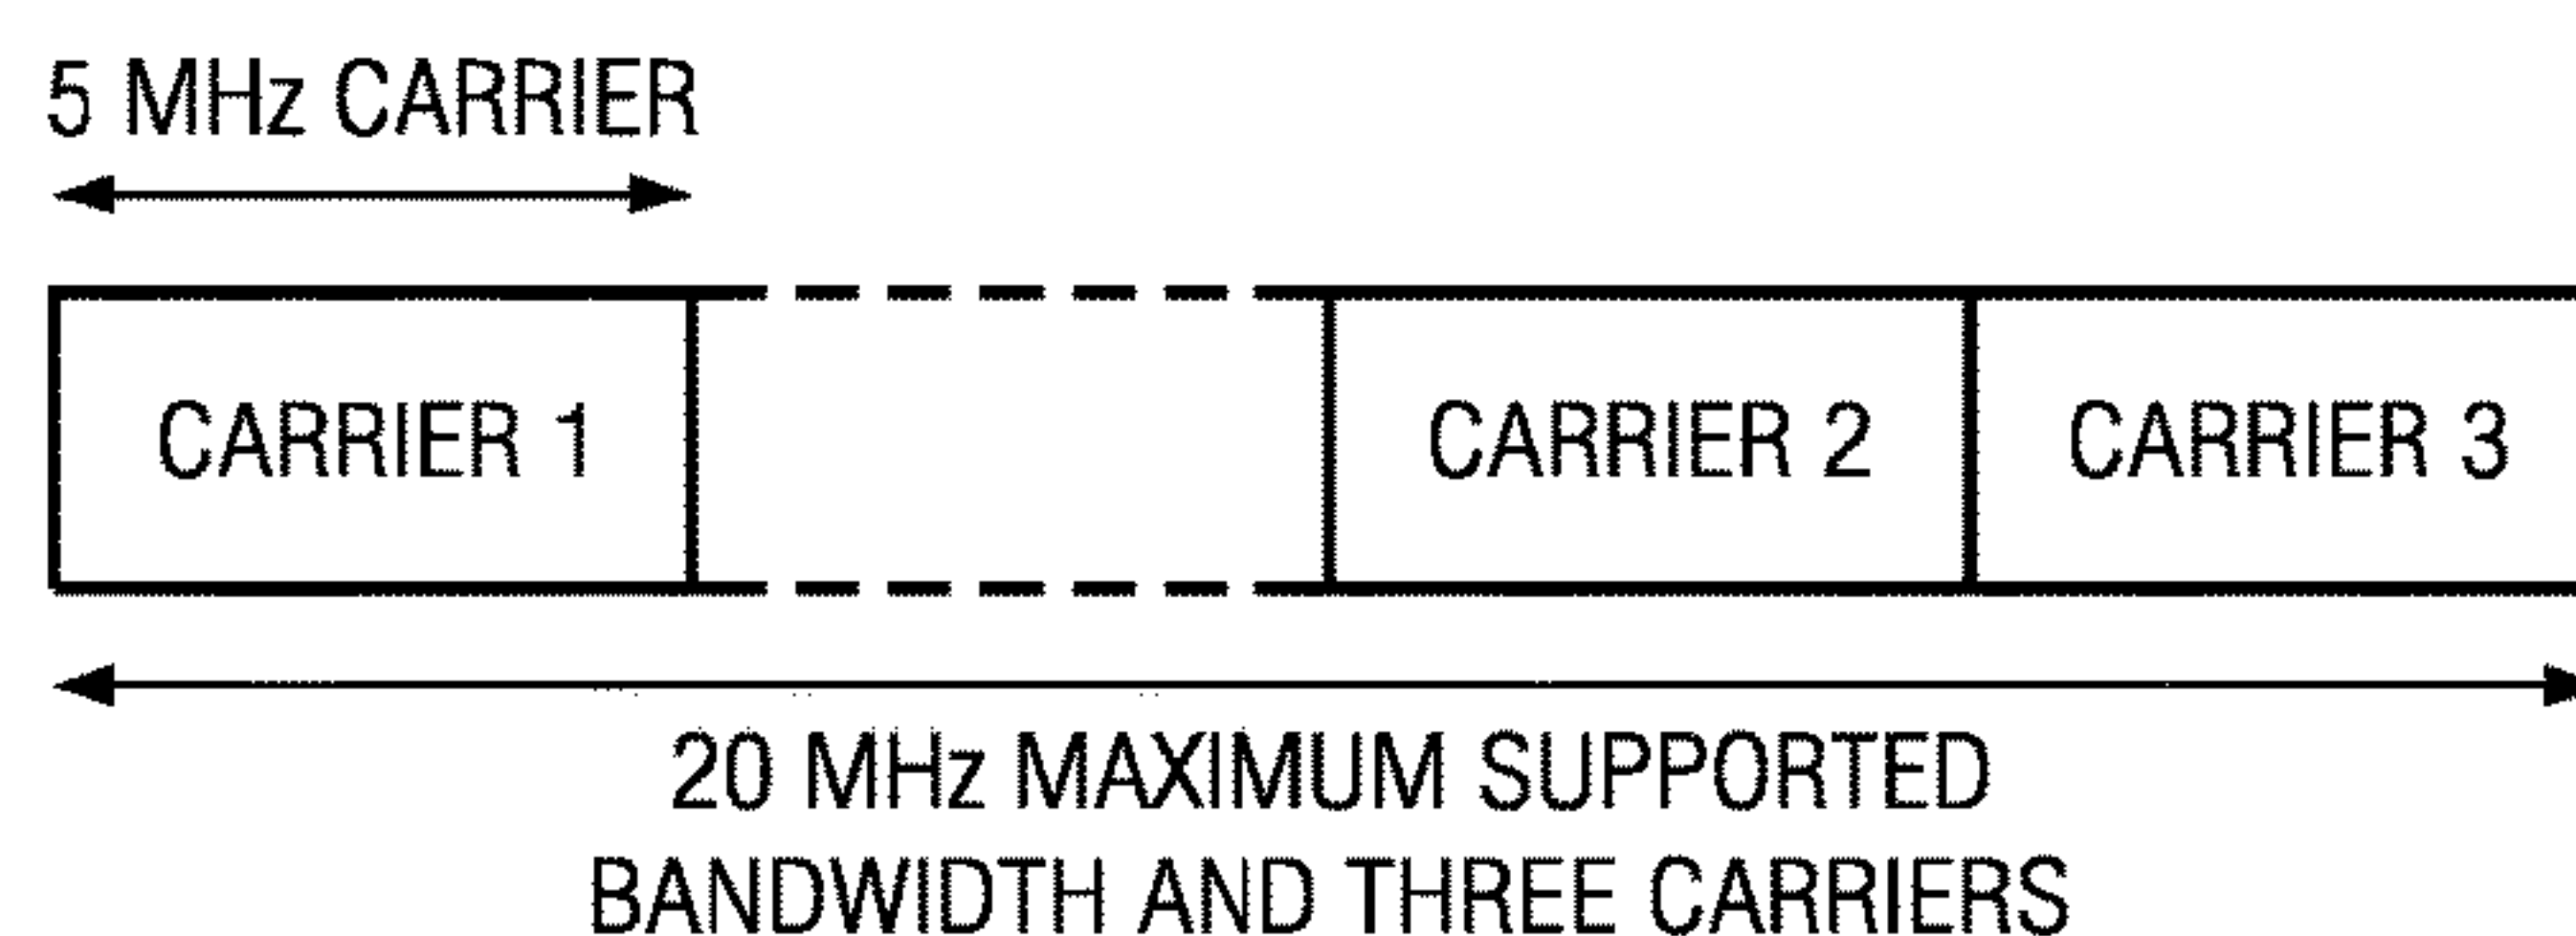 5 MHz CARRIER
CARRIER 1
CARRIER 2
CARRIER 3
20 MHz MAXIMUM SUPPORTED
BANDWIDTH AND THREE CARRIERS